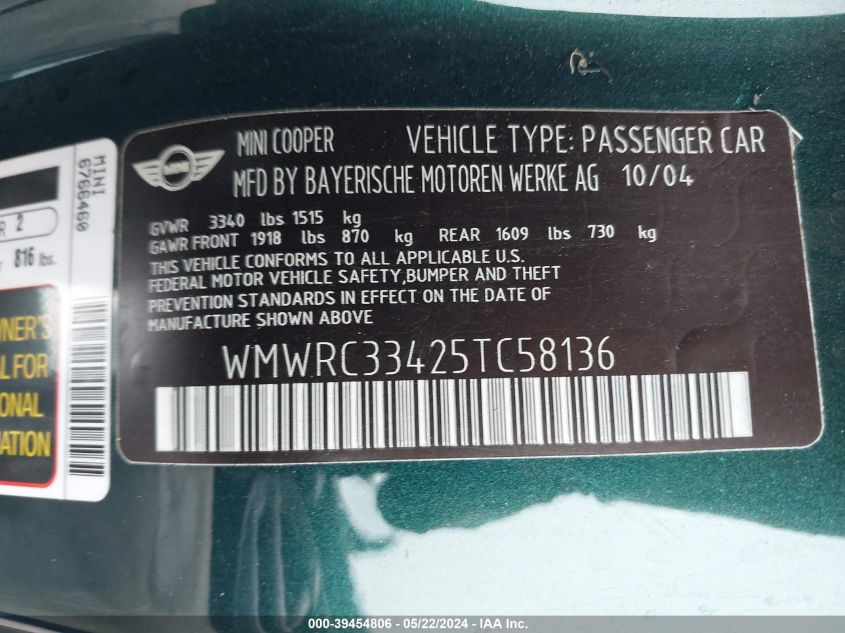 MINI COOPER VEHICLE TYPE: PASSENGER CAR
MINI
MFD BY BAYERISCHE MOTOREN WERKE AG 10/04
GVWR 3340 lbs 1515 kg
GAWR FRONT 1918 lbs 870 kg REAR 1609 lbs 730 kg
THIS VEHICLE CONFORMS TO ALL APPLICABLE U.S.
FEDERAL MOTOR VEHICLE SAFETY,BUMPER AND THEFT
PREVENTION STANDARDS IN EFFECT ON THE DATE OF
MANUFACTURE SHOWN ABOVE
WMWRC33425TC58136
MINI
6766460
R 2
816 lbs.
NER'S
L FOR
ONAL
ATION
000-39454806 - 05/22/2024 - IAA Inc.